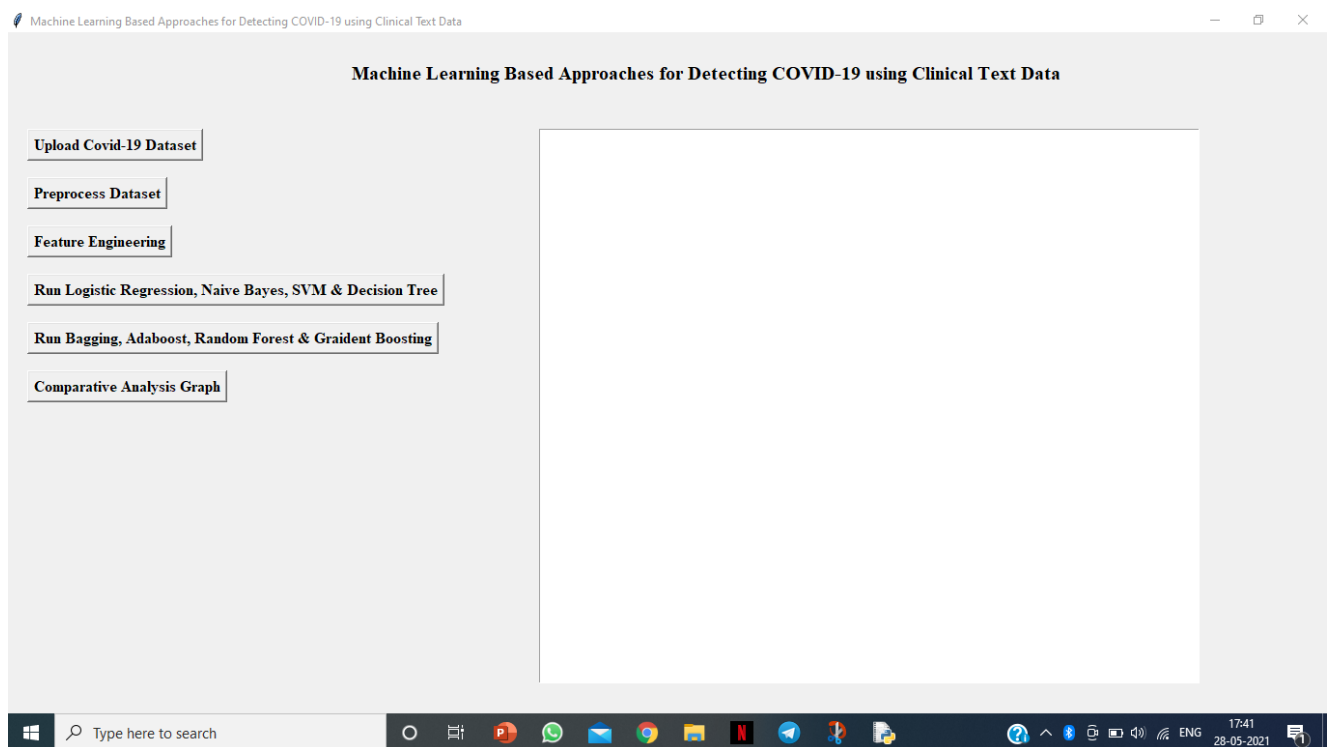 Machine Learning Based Approaches for Detecting COVID-19 using Clinical Text Data
Machine Learning Based Approaches for Detecting COVID-19 using Clinical Text Data
Upload Covid-19 Dataset
Preprocess Dataset
Feature Engineering
Run Logistic Regression, Naive Bayes, SVM & Decision Tree
Run Bagging, Adaboost, Random Forest & Graident Boosting
Comparative Analysis Graph
Type here to search
ENG
17:41
28-05-2021